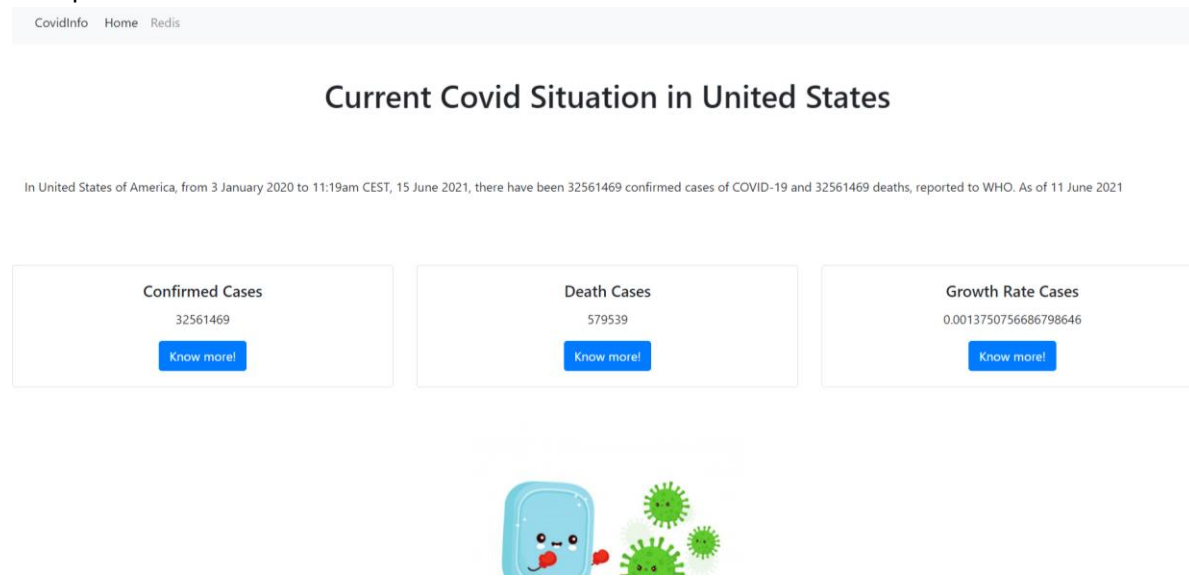 CovidInfo Home Redis
Current Covid Situation in United States
In United States of America, from 3 January 2020 to 11:19am CEST, 15 June 2021, there have been 32561469 confirmed cases of COVID-19 and 32561469 deaths, reported to WHO. As of 11 June 2021
Confirmed Cases
32561469
Know more!
Death Cases
579539
Know more!
Growth Rate Cases
0.0013750756686798646
Know more!